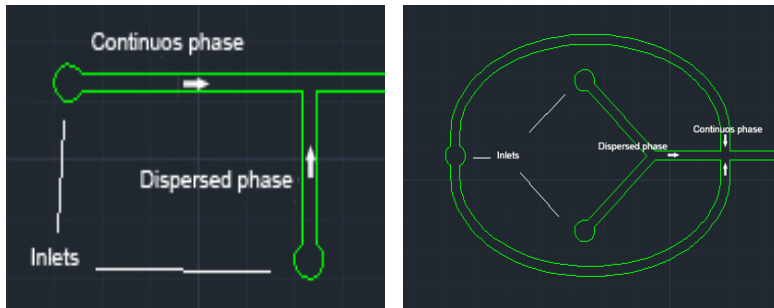 Continuos phase
Dispersed phase
Inlets
Continuos phase
Dispersed phase
Inlets